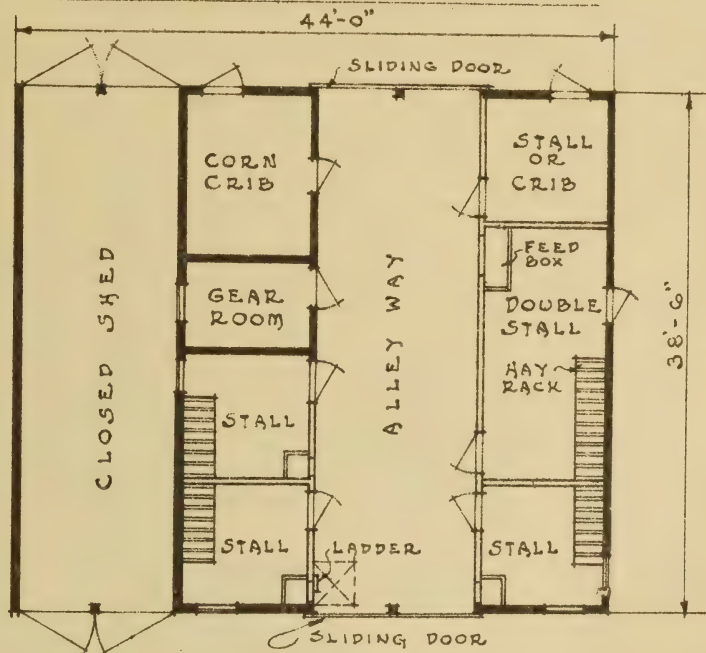 44'-0"
SLIDING DOOR
CORN
CRIB
STALL
OR
CRIB
FEED
BOX
GEAR
ROOM
DOUBLE
STALL
CLOSED SHED
ALLEY WAY
38'-6"
HAY
RACK
STALL
STALL
LADDER
STALL
SLIDING DOOR